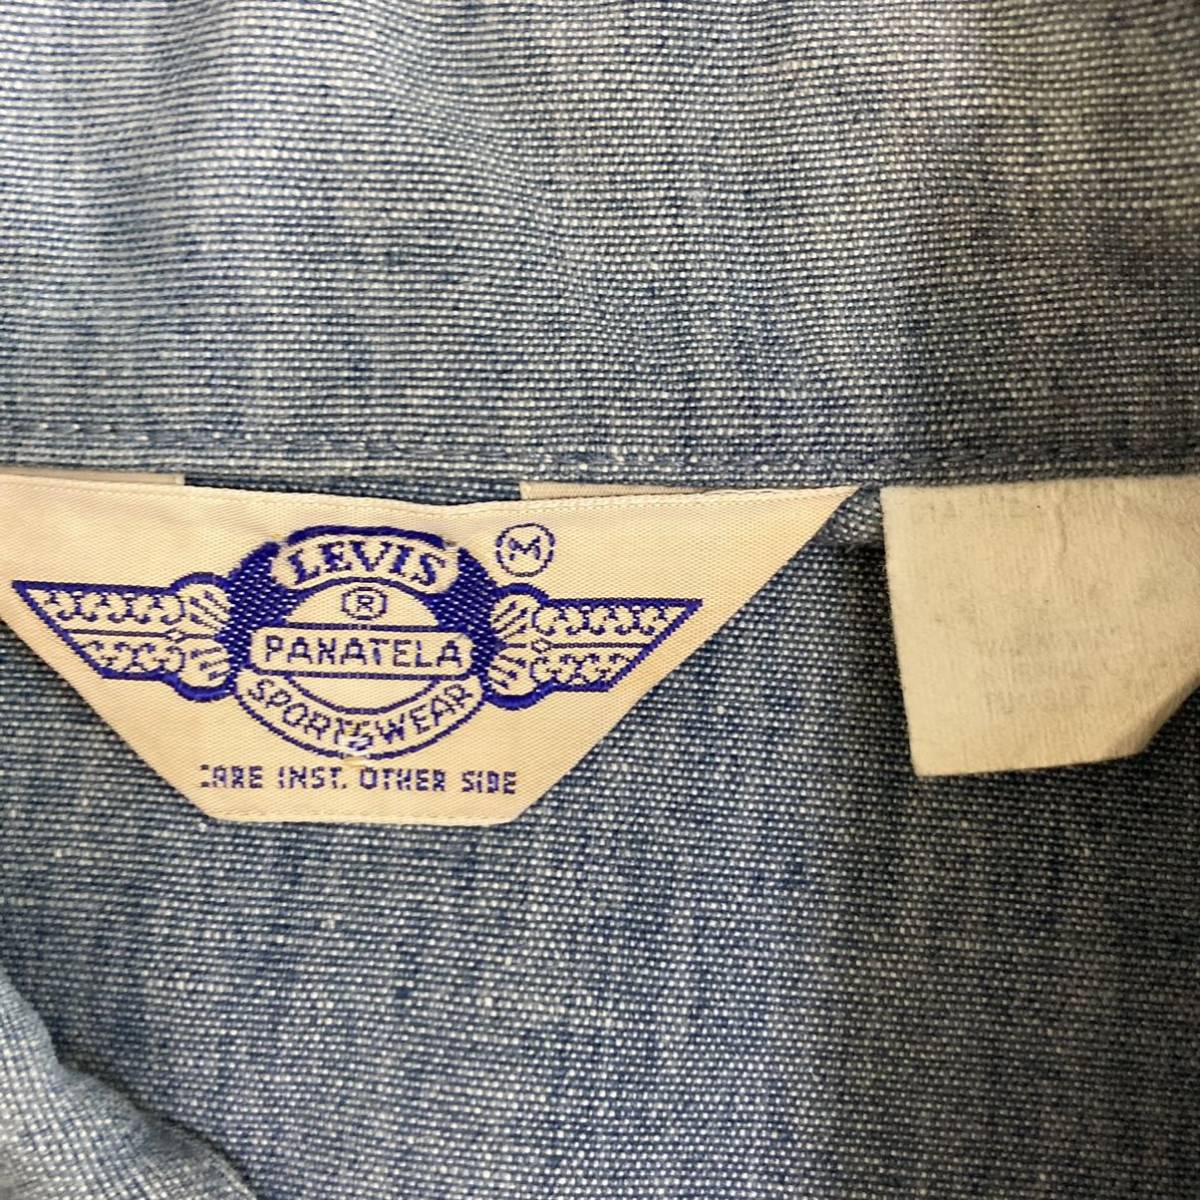 LEVIS
M
®
PANATELA
SPORTSWEAR
CARE INST. OTHER SIDE